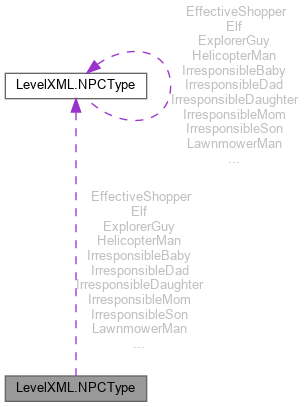 EffectiveShopper
Elf
ExplorerGuy
HelicopterMan
IrresponsibleBaby
IrresponsibleDad
IrresponsibleDaughter
IrresponsibleMom
IrresponsibleSon
LawnmowerMan
...
LevelXML.NPCType
EffectiveShopper
Elf
ExplorerGuy
HelicopterMan
IrresponsibleBaby
IrresponsibleDad
IrresponsibleDaughter
IrresponsibleMom
IrresponsibleSon
LawnmowerMan
...
LevelXML.NPCType